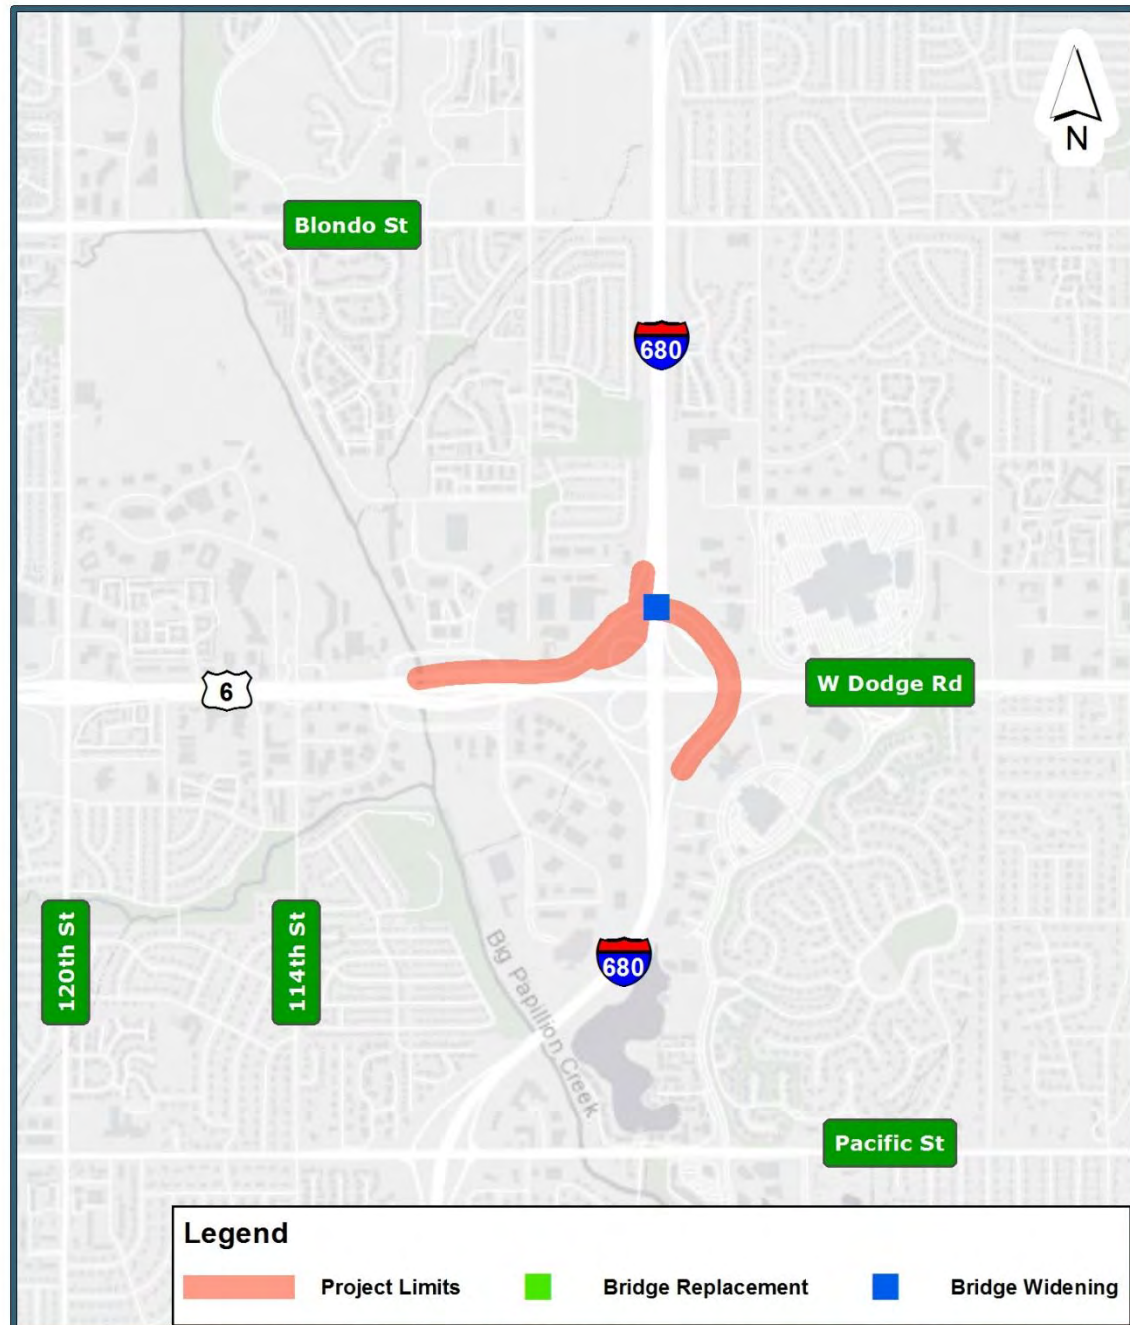 N
Blondo St
680
6
W Dodge Rd
120th St
114th St
680
Big Papillion Creek
Pacific St
Legend
Project Limits
Bridge Replacement
Bridge Widening